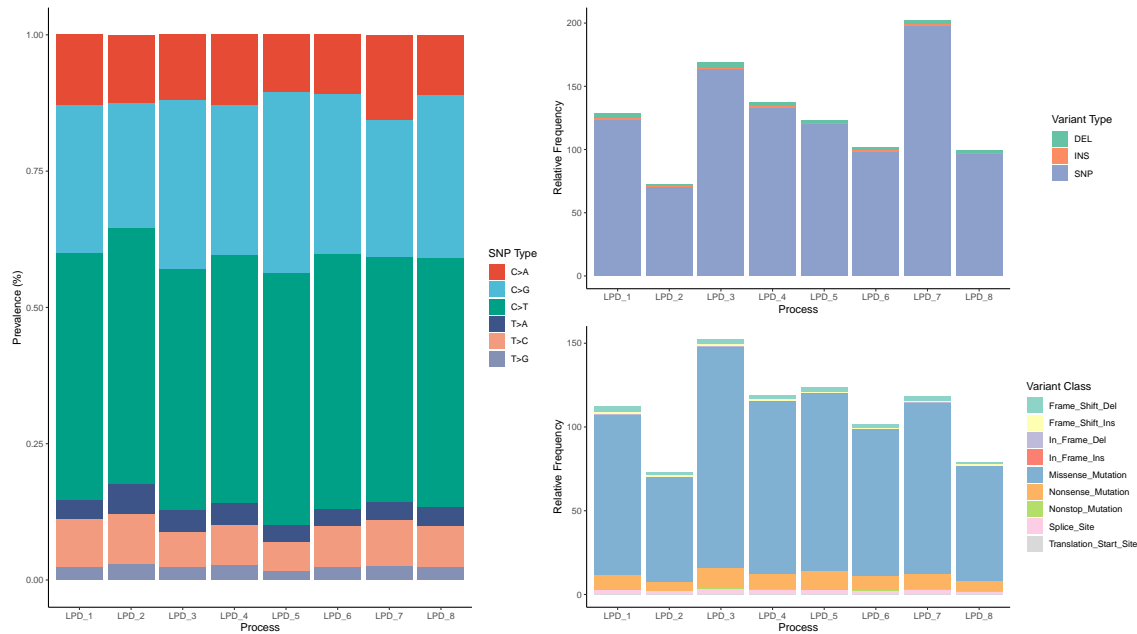 Prevalence (%)
1.00
0.75
0.50
0.25
0.00
LPD_1 LPD_2 LPD_3 LPD_4 LPD_5 LPD_6 LPD_7 LPD_8
Process
SNP Type
C>A
C>G
C>T
T>A
T>C
T>G
Relative Frequency
200
150
100
50
0
LPD_1 LPD_2 LPD_3 LPD_4 LPD_5 LPD_6 LPD_7 LPD_8
Process
Variant Type
DEL
INS
SNP
Relative Frequency
150
100
50
0
LPD_1 LPD_2 LPD_3 LPD_4 LPD_5 LPD_6 LPD_7 LPD_8
Process
Variant Class
Frame_Shift_Del
Frame_Shift_Ins
In_Frame_Del
In_Frame_Ins
Missense_Mutation
Nonsense_Mutation
Nonstop_Mutation
Splice_Site
Translation_Start_Site